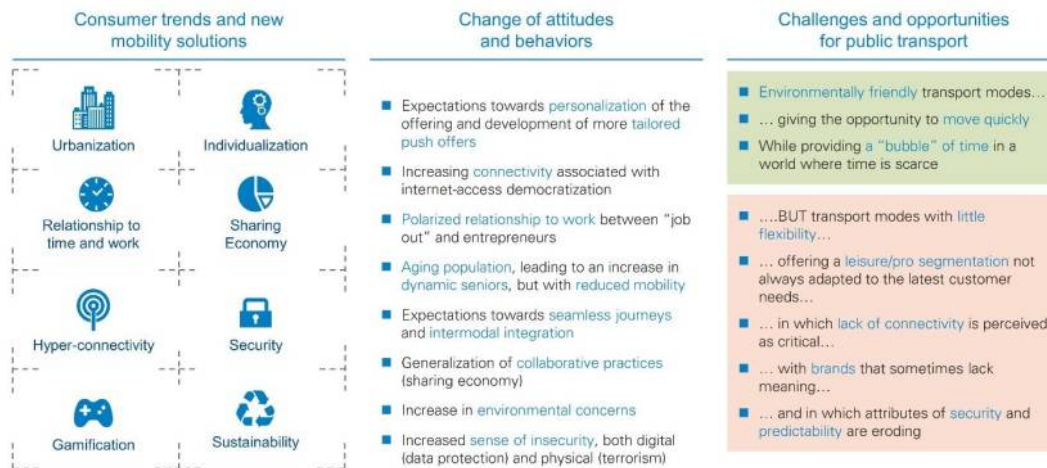 Consumer trends and new
mobility solutions
Urbanization
Individualization
Relationship to
time and work
Sharing
Economy
Hyper-connectivity
Security
Gamification
Sustainability
Change of attitudes
and behaviors
■ Expectations towards personalization of the
offering and development of more tailored
push offers
■ Increasing connectivity associated with
internet-access democratization
■ Polarized relationship to work between "job
out" and entrepreneurs
■ Aging population, leading to an increase in
dynamic seniors, but with reduced mobility
■ Expectations towards seamless journeys
and intermodal integration
■ Generalization of collaborative practices
(sharing economy)
■ Increase in environmental concerns
■ Increased sense of insecurity, both digital
(data protection) and physical (terrorism)
Challenges and opportunities
for public transport
■ Environmentally friendly transport modes…
■ … giving the opportunity to move quickly
■ While providing a "bubble" of time in a
world where time is scarce
■ ….BUT transport modes with little
flexibility…
■ … offering a leisure/pro segmentation not
always adapted to the latest customer
needs…
■ … in which lack of connectivity is perceived
as critical…
■ … with brands that sometimes lack
meaning…
■ … and in which attributes of security and
predictability are eroding